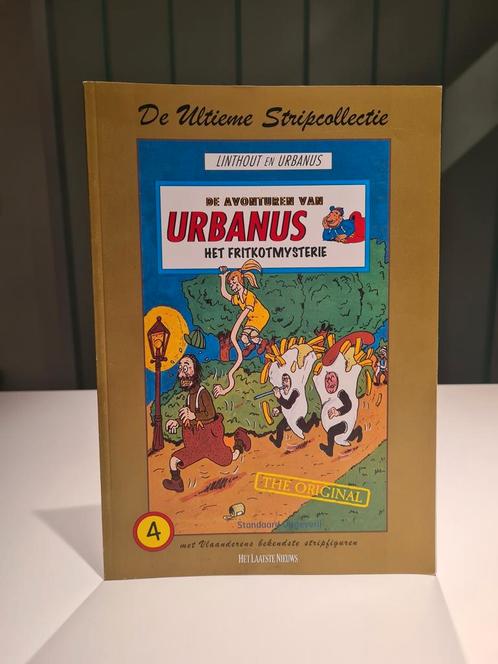 De Ultieme Stripcollectie
LINTHOUT EN URBANUS
DE AVONTUREN VAN
URBANUS
HET FRITKOTMYSTERIE
THE ORIGINAL
Standaard Uitgeverij
4
met Vlaanderens bekendste stripfiguren
HET LAATSTE NIEUWS